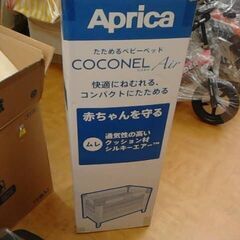 Aprica
たためるベビーベッド
COCONEL Air
快適にねむれる、
コンパクトにたためる
赤ちゃんを守る
ムレ
通気性の高い
クッション材
シルキーエアー™